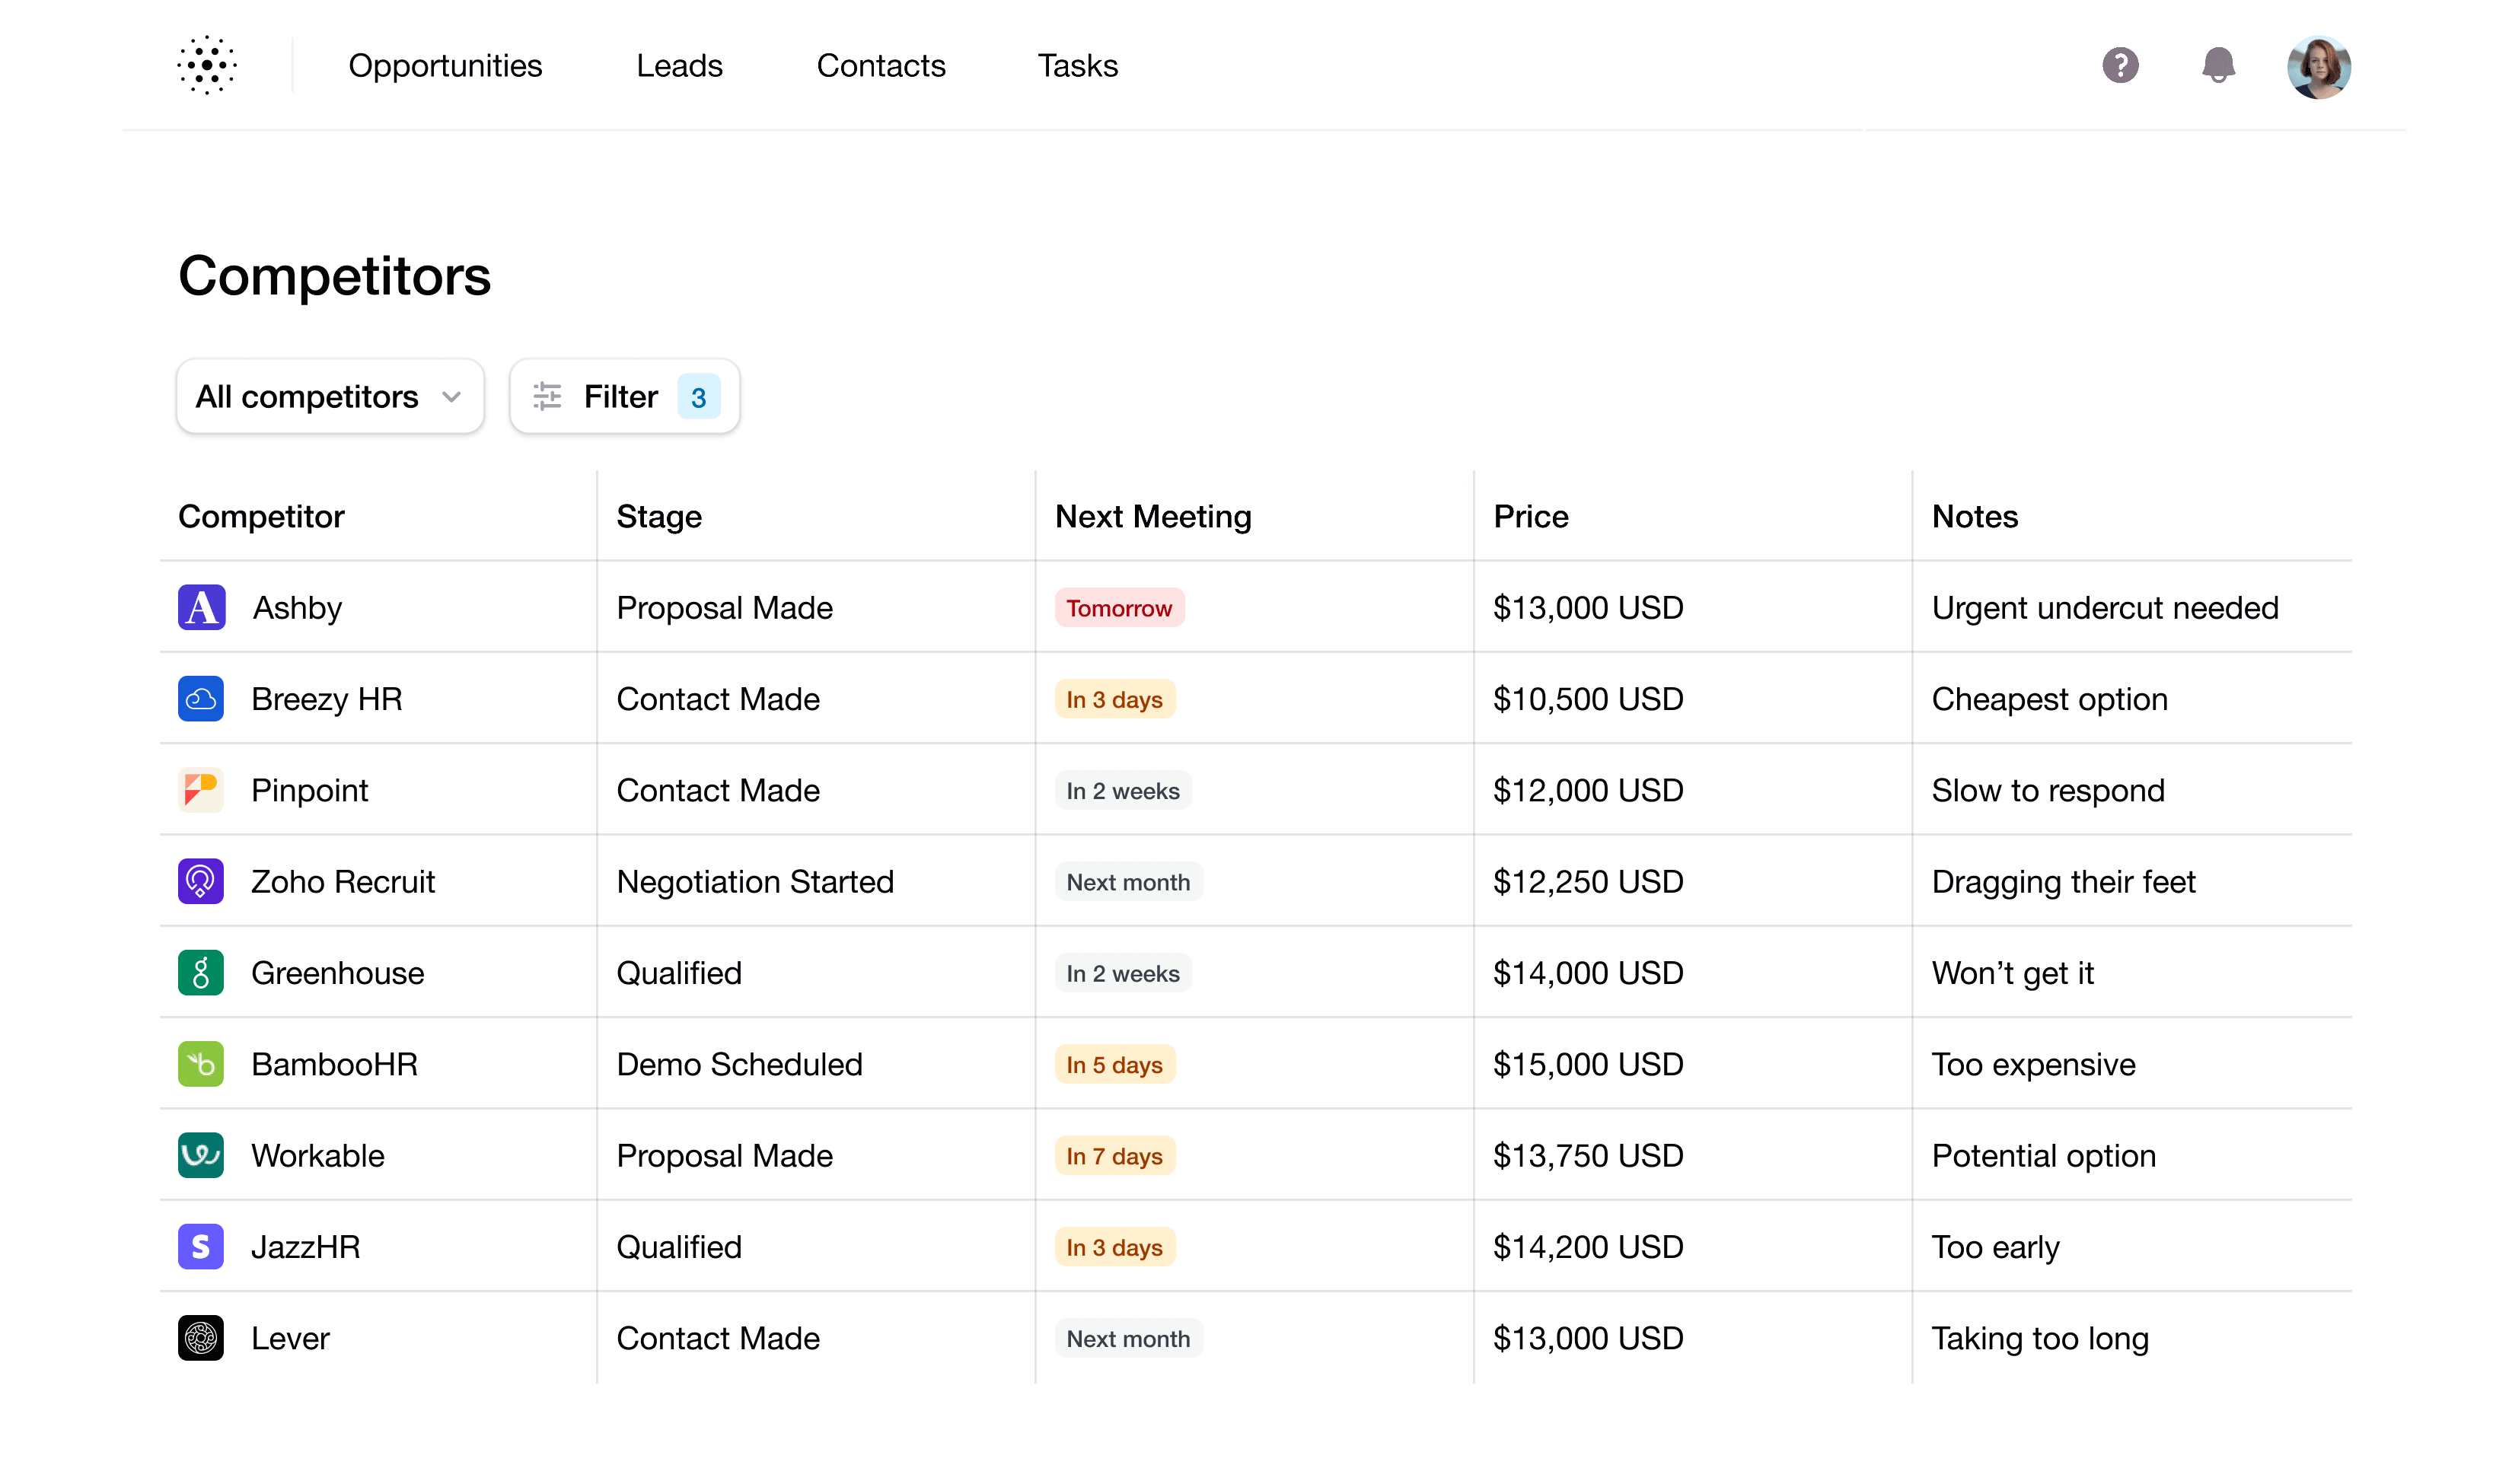 Opportunities Leads Contacts Tasks ?
Competitors
All competitors Filter 3
Competitor Stage Next Meeting Price Notes
A Ashby Proposal Made Tomorrow $13,000 USD Urgent undercut needed
Breezy HR Contact Made In 3 days $10,500 USD Cheapest option
Pinpoint Contact Made In 2 weeks $12,000 USD Slow to respond
Zoho Recruit Negotiation Started Next month $12,250 USD Dragging their feet
g Greenhouse Qualified In 2 weeks $14,000 USD Won’t get it
b BambooHR Demo Scheduled In 5 days $15,000 USD Too expensive
Workable Proposal Made In 7 days $13,750 USD Potential option
S JazzHR Qualified In 3 days $14,200 USD Too early
Lever Contact Made Next month $13,000 USD Taking too long